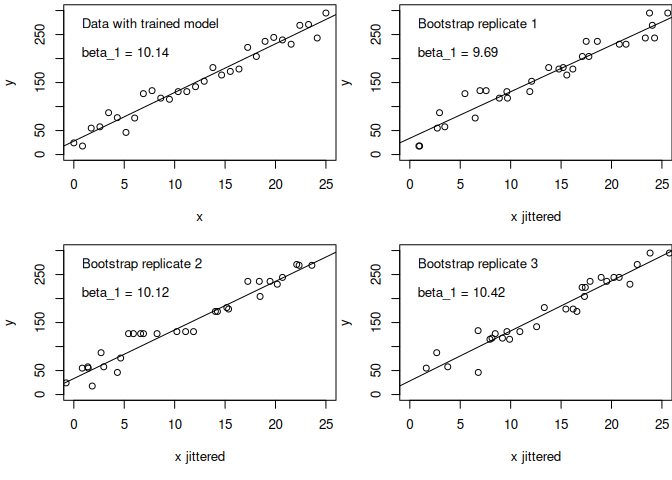 Data with trained model
beta_1 = 10.14
y
0
50
150
250
0
5
10
15
20
25
x
Bootstrap replicate 1
beta_1 = 9.69
y
0
50
150
250
0
5
10
15
20
25
x jittered
Bootstrap replicate 2
beta_1 = 10.12
y
0
50
150
250
0
5
10
15
20
25
x jittered
Bootstrap replicate 3
beta_1 = 10.42
y
0
50
150
250
0
5
10
15
20
25
x jittered